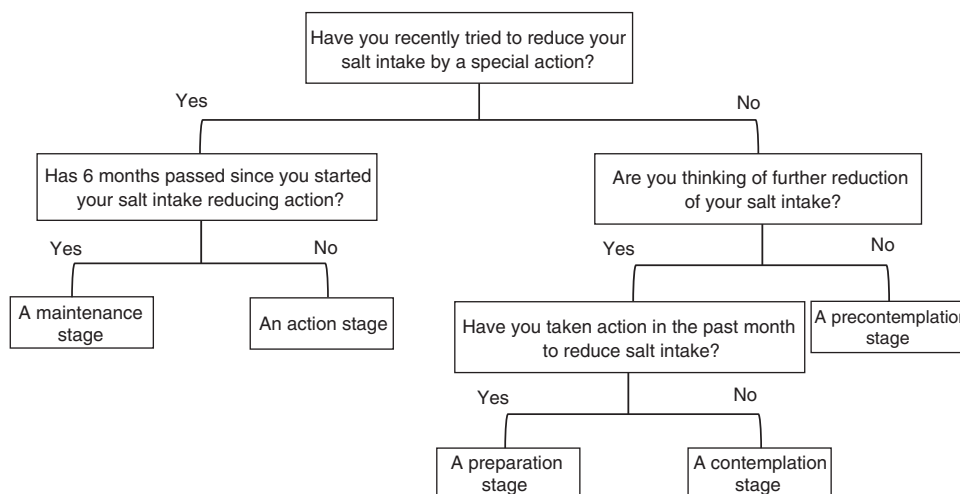 Have you recently tried to reduce your
salt intake by a special action?
Yes
No
Has 6 months passed since you started
your salt intake reducing action?
Are you thinking of further reduction
of your salt intake?
Yes
No
Yes
No
A maintenance
stage
An action stage
Have you taken action in the past month
to reduce salt intake?
A precontemplation
stage
Yes
No
A preparation
stage
A contemplation
stage